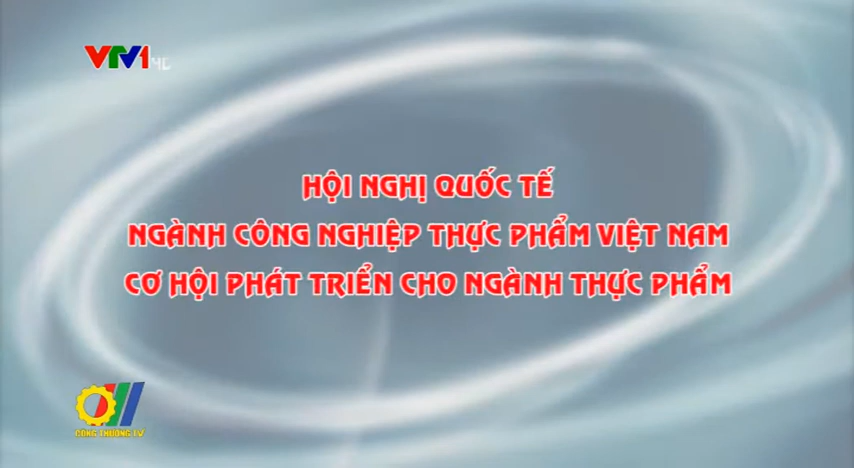 VTV1 HD
HỘI NGHỊ QUỐC TẾ
NGÀNH CÔNG NGHIỆP THỰC PHẨM VIỆT NAM
CƠ HỘI PHÁT TRIỂN CHO NGÀNH THỰC PHẨM
CÔNG THƯƠNG TV